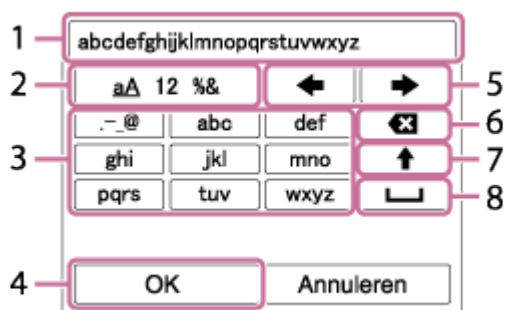 1 abcdefghijklmnopqrstuvwxyz
2 aA 12 %& 5
.-_@ abc def 6
3 ghi jkl mno 7
pqrs tuv wxyz 8
4 OK Annuleren